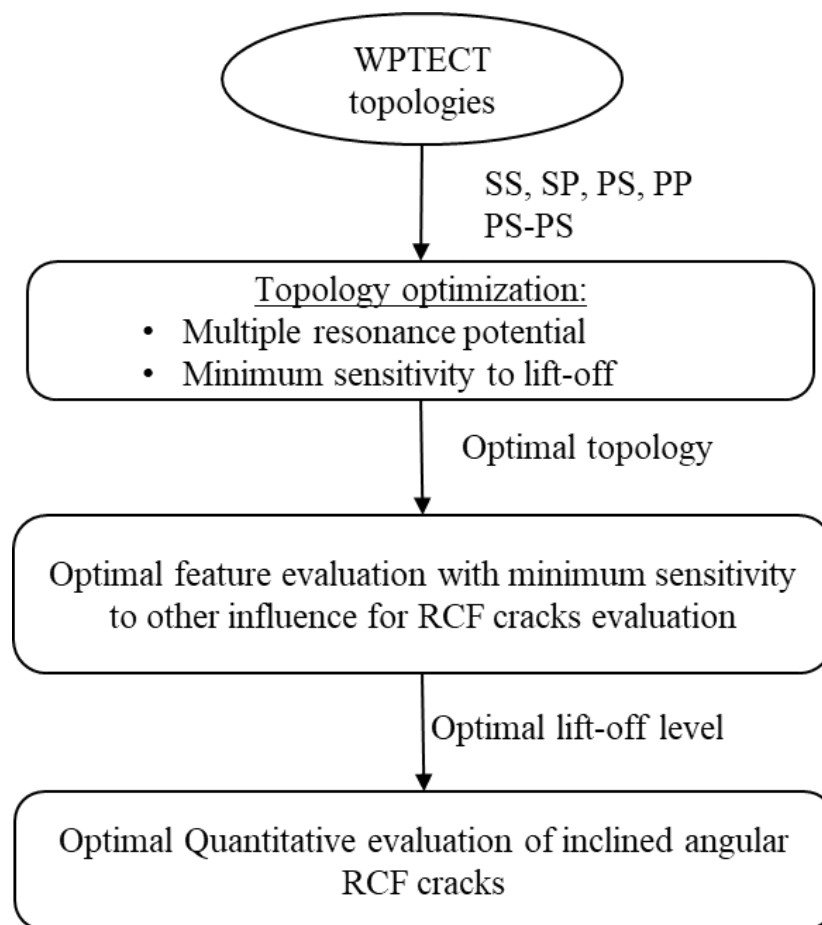 WPTECT
topologies
SS, SP, PS, PP
PS-PS
Topology optimization:
• Multiple resonance potential
• Minimum sensitivity to lift-off
Optimal topology
Optimal feature evaluation with minimum sensitivity
to other influence for RCF cracks evaluation
Optimal lift-off level
Optimal Quantitative evaluation of inclined angular
RCF cracks